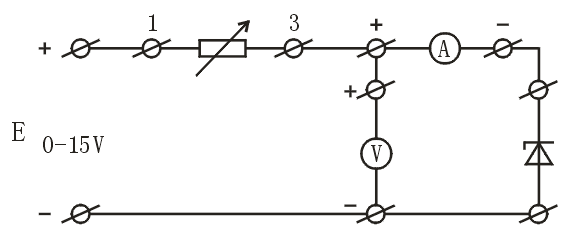 1 3 +
+ A −
+
E 0-15V V
− −